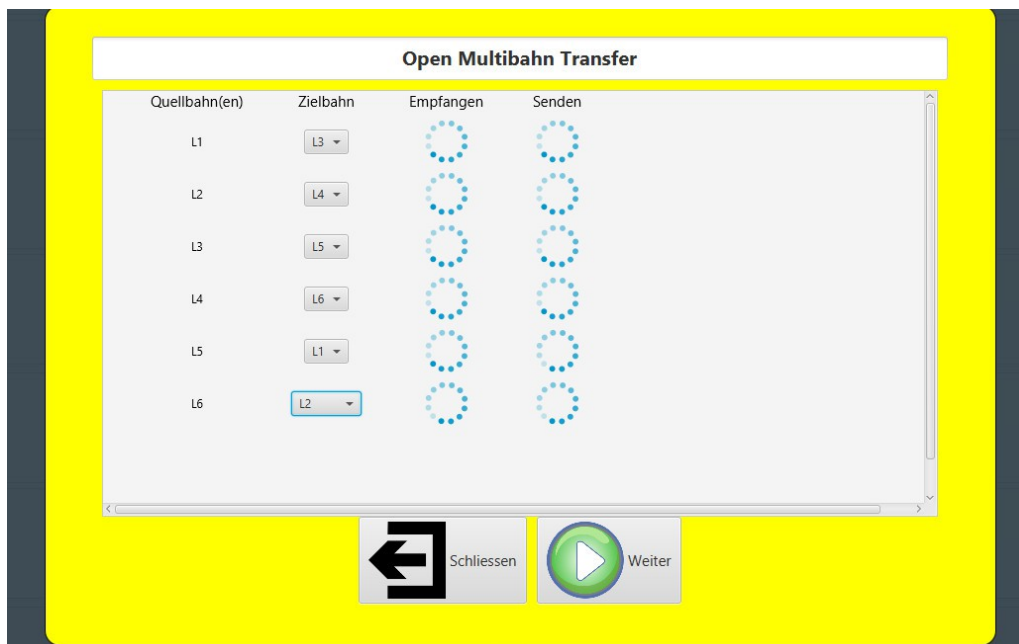 Open Multibahn Transfer
Quellbahn(en) Zielbahn Empfangen Senden
L1 L3
L2 L4
L3 L5
L4 L6
L5 L1
L6 L2
Schliessen Weiter